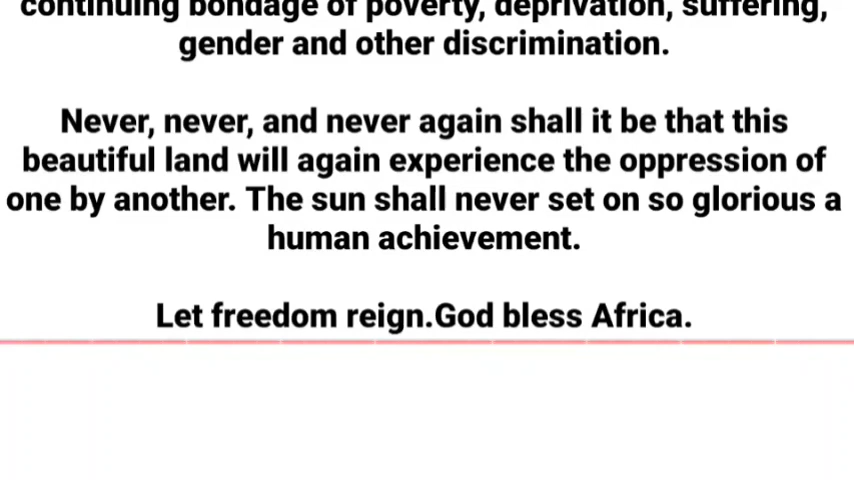 continuing bondage of poverty, deprivation, suffering,
gender and other discrimination.
Never, never, and never again shall it be that this
beautiful land will again experience the oppression of
one by another. The sun shall never set on so glorious a
human achievement.
Let freedom reign.God bless Africa.